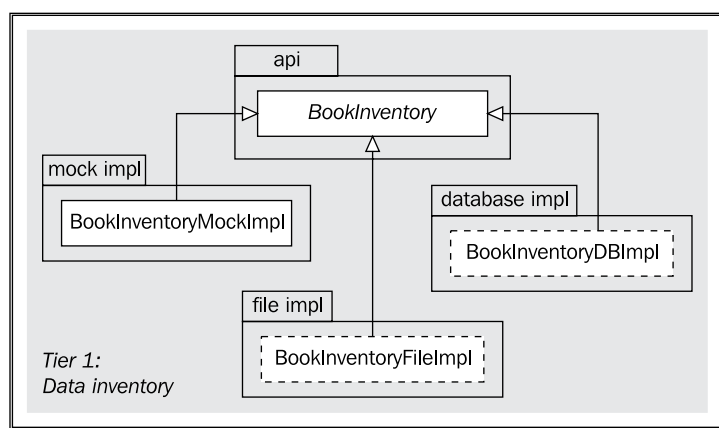 api
BookInventory
mock impl
BookInventoryMockImpl
database impl
BookInventoryDBImpl
file impl
BookInventoryFileImpl
Tier 1:
Data inventory